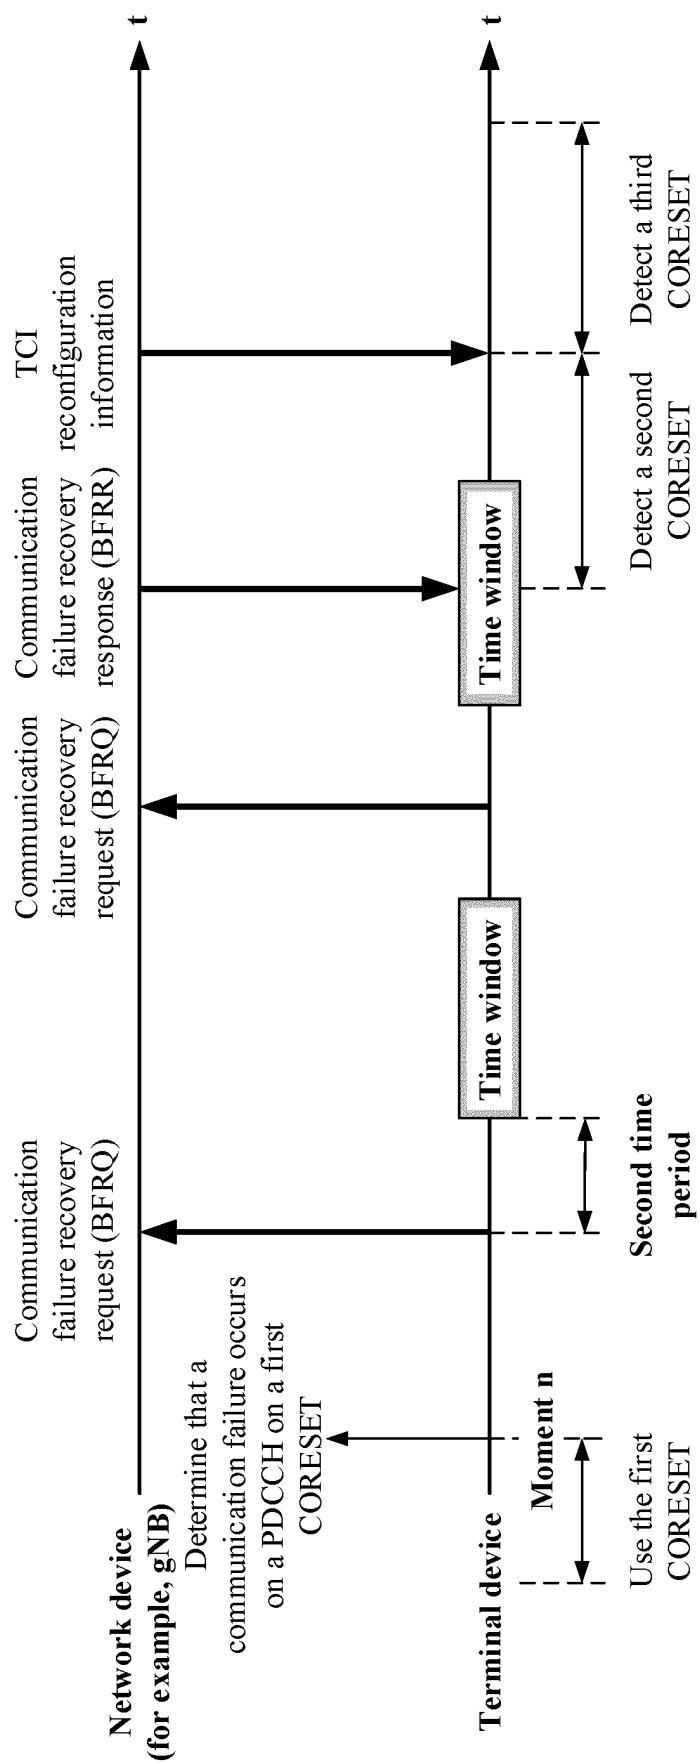 Network device
(for example, gNB)
t
Communication
failure recovery
request (BFRQ)
Communication
failure recovery
request (BFRQ)
Communication
failure recovery
response (BFRR)
TCI
reconfiguration
information
Determine that a
communication failure occurs
on a PDCCH on a first
CORESET
Terminal device
Time window
Time window
t
Moment n
Use the first
CORESET
Second time
period
Detect a second
CORESET
Detect a third
CORESET